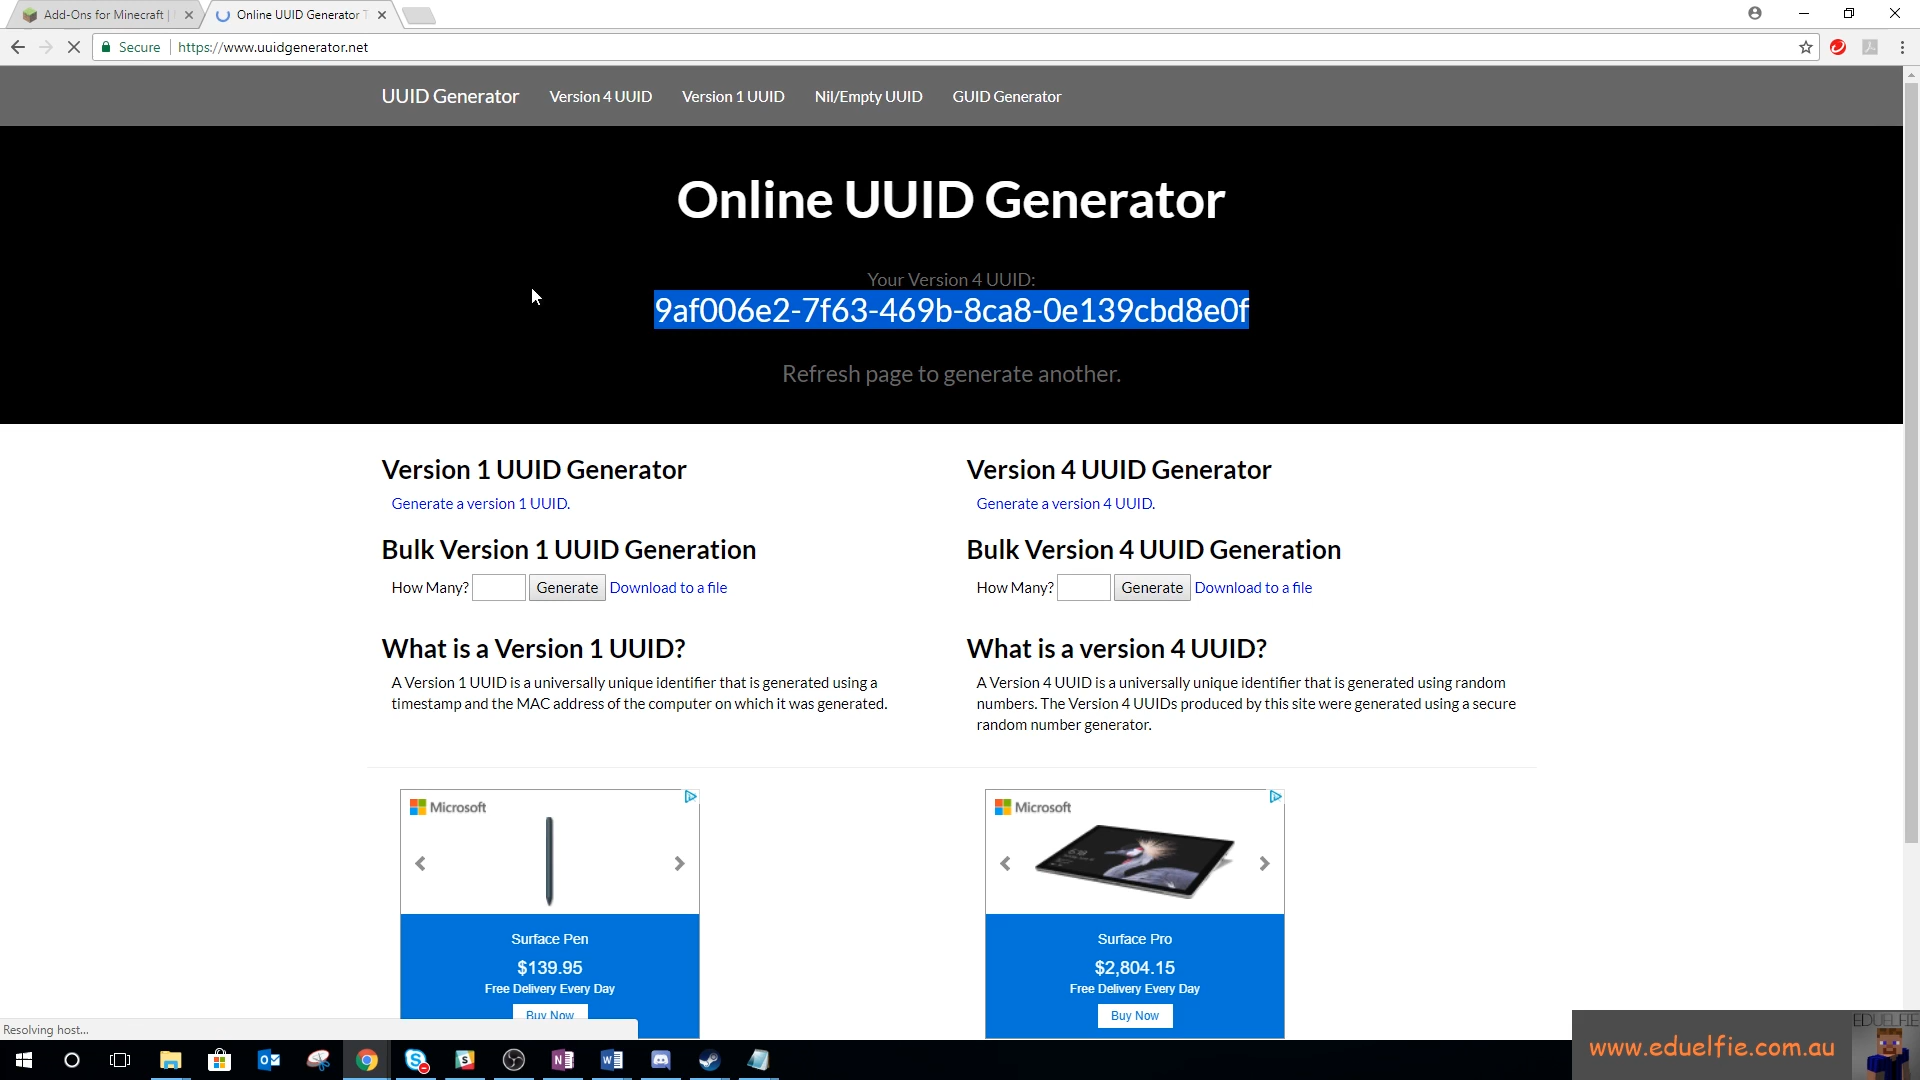 Add-Ons for Minecraft |
Online UUID Generator T
Secure
https://www.uuidgenerator.net
UUID Generator
Version 4 UUID
Version 1 UUID
Nil/Empty UUID
GUID Generator
Online UUID Generator
Your Version 4 UUID:
9af006e2-7f63-469b-8ca8-0e139cbd8e0f
Refresh page to generate another.
Version 1 UUID Generator
Generate a version 1 UUID.
Bulk Version 1 UUID Generation
How Many? Generate Download to a file
What is a Version 1 UUID?
A Version 1 UUID is a universally unique identifier that is generated using a
timestamp and the MAC address of the computer on which it was generated.
Version 4 UUID Generator
Generate a version 4 UUID.
Bulk Version 4 UUID Generation
How Many? Generate Download to a file
What is a version 4 UUID?
A Version 4 UUID is a universally unique identifier that is generated using random
numbers. The Version 4 UUIDs produced by this site were generated using a secure
random number generator.
Microsoft
Surface Pen
$139.95
Free Delivery Every Day
Buy Now
Microsoft
Surface Pro
$2,804.15
Free Delivery Every Day
Buy Now
Resolving host...
www.eduelfie.com.au
EDUELFIE